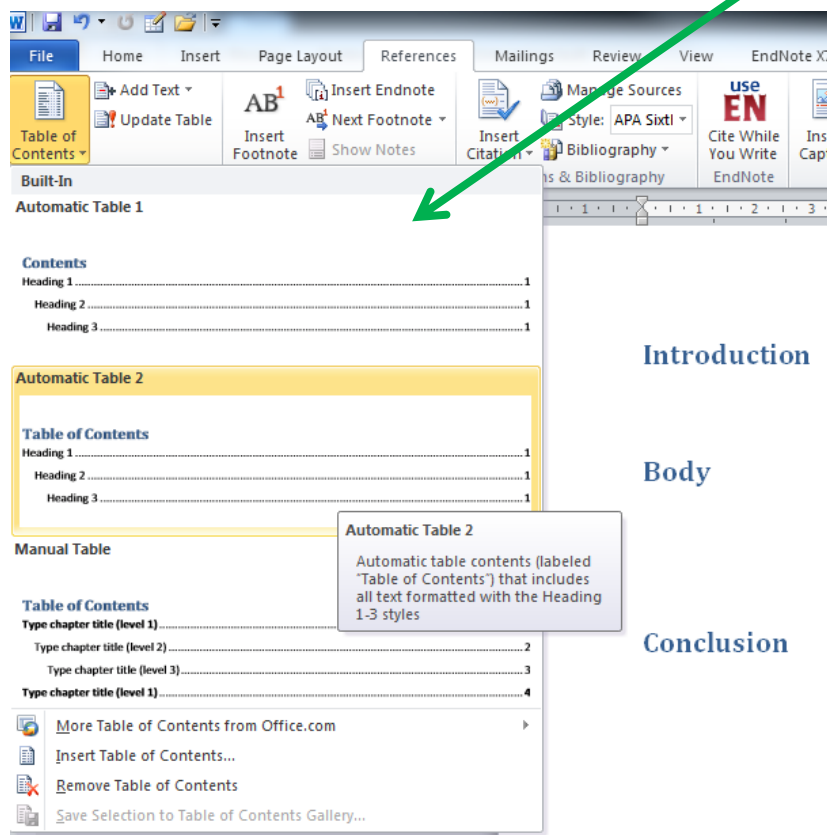 W
File Home Insert Page Layout References Mailings Review View EndNote X
Table of Contents
Add Text
Update Table
AB1
Insert Footnote
Insert Endnote
AB Next Footnote
Show Notes
Insert Citation
Manage Sources
Style: APA Sixtl
Bibliography
ns & Bibliography
use
EN
Cite While You Write
EndNote
Ins
Capt
Built-In
1 1 2 3
Automatic Table 1
Contents
Heading 1 1
Heading 2 1
Heading 3 1
Introduction
Automatic Table 2
Table of Contents
Heading 1 1
Heading 2 1
Heading 3 1
Body
Automatic Table 2
Automatic table contents (labeled
"Table of Contents") that includes
all text formatted with the Heading
1-3 styles
Manual Table
Table of Contents
Type chapter title (level 1)
Type chapter title (level 2) 2
Type chapter title (level 3) 3
Type chapter title (level 1) 4
Conclusion
More Table of Contents from Office.com
Insert Table of Contents...
Remove Table of Contents
Save Selection to Table of Contents Gallery...